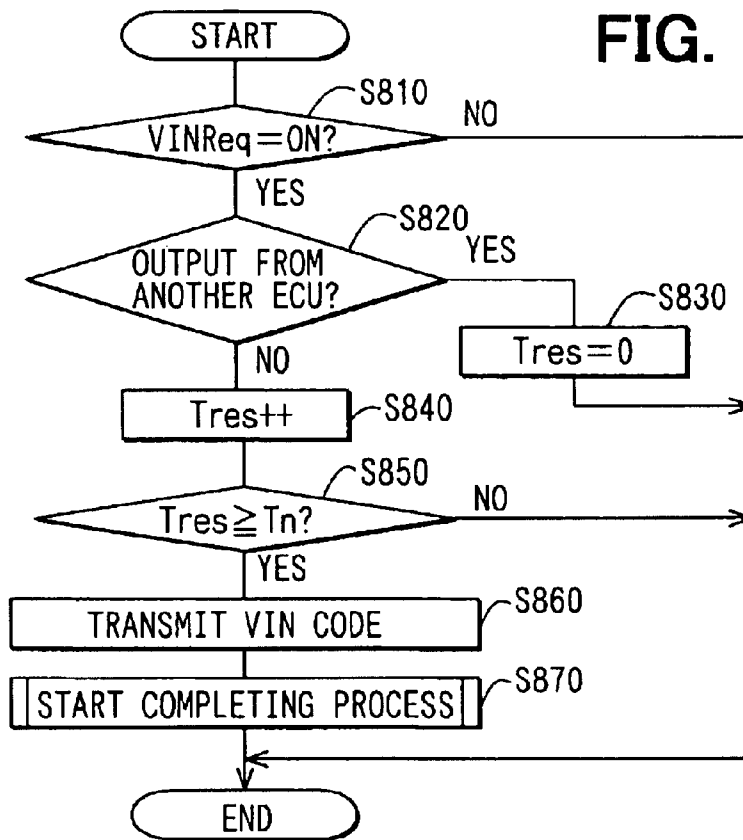 START
FIG.
S810
NO
VINReq=ON?
YES
S820
YES
OUTPUT FROM
ANOTHER ECU?
S830
Tres=0
NO
Tres++
S840
S850
NO
Tres≧Tn?
YES
S860
TRANSMIT VIN CODE
S870
START COMPLETING PROCESS
END